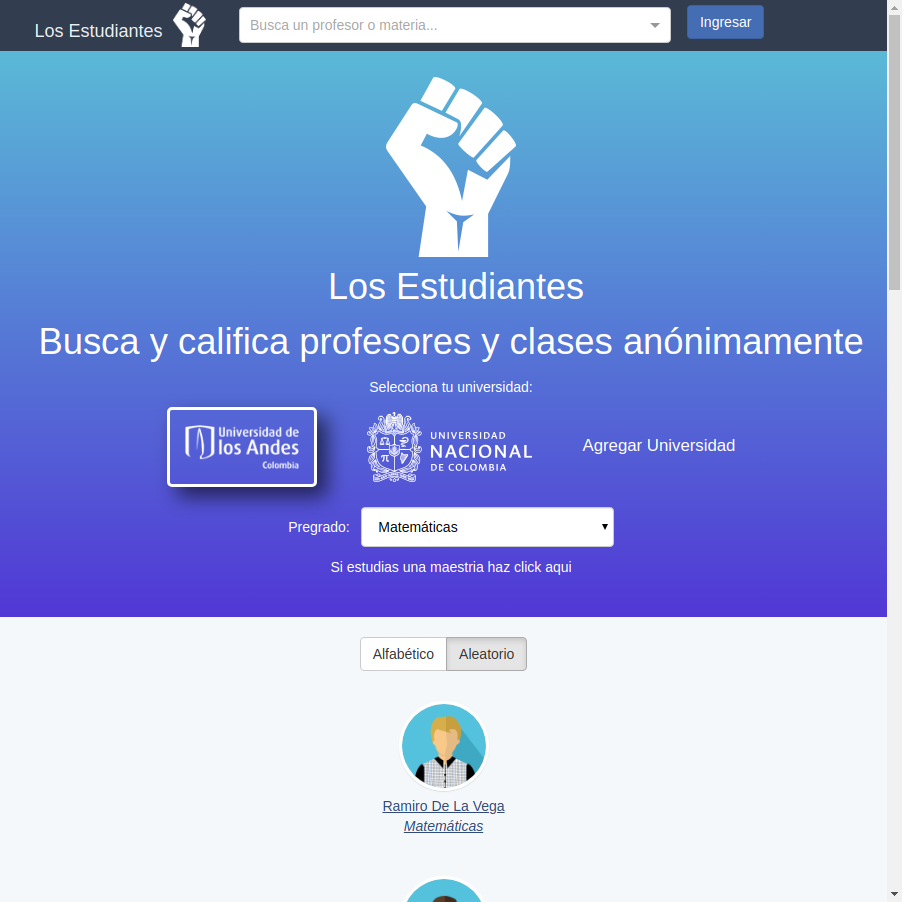 Los Estudiantes
Busca un profesor o materia...
Ingresar
Los Estudiantes
Busca y califica profesores y clases anónimamente
Selecciona tu universidad:
Universidad de
los Andes
Colombia
UNIVERSIDAD
NACIONAL
DE COLOMBIA
Agregar Universidad
Pregrado:
Matemáticas
Si estudias una maestria haz click aqui
Alfabético
Aleatorio
Ramiro De La Vega
Matemáticas